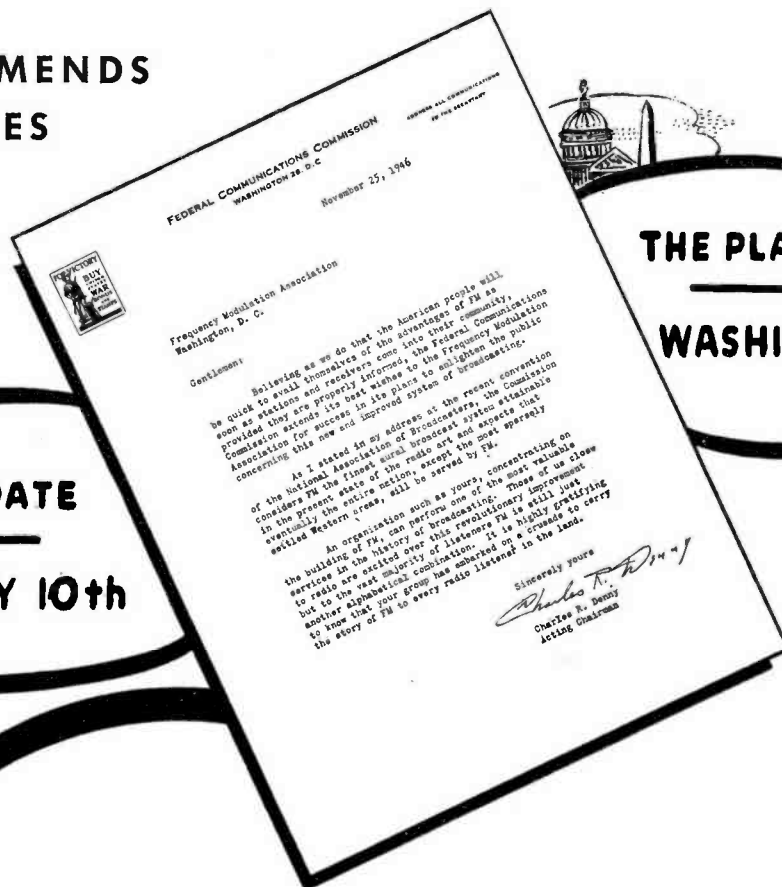 MENDS
ES
FEDERAL COMMUNICATIONS COMMISSION
WASHINGTON 25, D.C.
ADDRESS ALL COMMUNICATIONS
TO THE SECRETARY
November 25, 1946
FOR VICTORY
BUY
UNITED
STATES
WAR
BONDS
AND
STAMPS
Frequency Modulation Association
Washington, D. C.
Gentlemen:
Believing as we do that the American people will
be quick to avail themselves of the advantages of FM as
soon as stations and receivers come into their community,
provided they are properly informed, the Federal Communications
Commission extends its best wishes to the Frequency Modulation
Association for success in its plans to enlighten the public
concerning this new and improved system of broadcasting.
As I stated in my address at the recent convention
of the National Association of Broadcasters, the Commission
considers FM the finest aural broadcast system attainable
in the present state of the radio art and expects that
eventually the entire nation, except the most sparsely
settled Western areas, will be served by FM.
An organization such as yours, concentrating on
the building of FM, can perform one of the most valuable
services in the history of broadcasting. Those of us close
to radio are excited over this revolutionary improvement
but to the vast majority of listeners FM is still just
another alphabetical combination. It is highly gratifying
to know that your group has embarked on a crusade to carry
the story of FM to every radio listener in the land.
Sincerely yours
Charles R. Denny
Charles R. Denny
Acting Chairman
THE PLA
WASHI
DATE
Y 10th